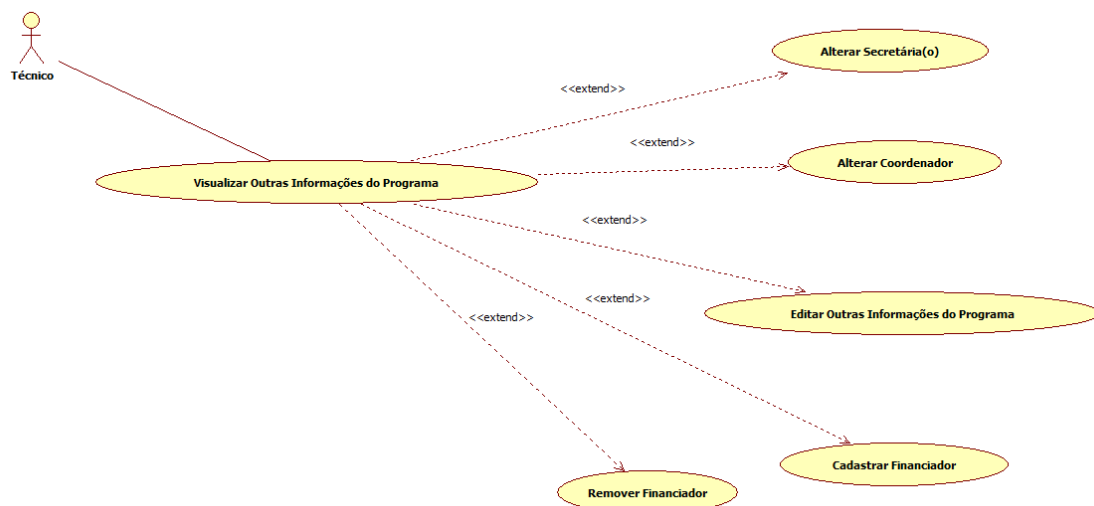 Técnico
Alterar Secretária(o)
<<extend>>
<<extend>>
Alterar Coordenador
Visualizar Outras Informações do Programa
<<extend>>
<<extend>>
Editar Outras Informações do Programa
<<extend>>
Cadastrar Financiador
Remover Financiador